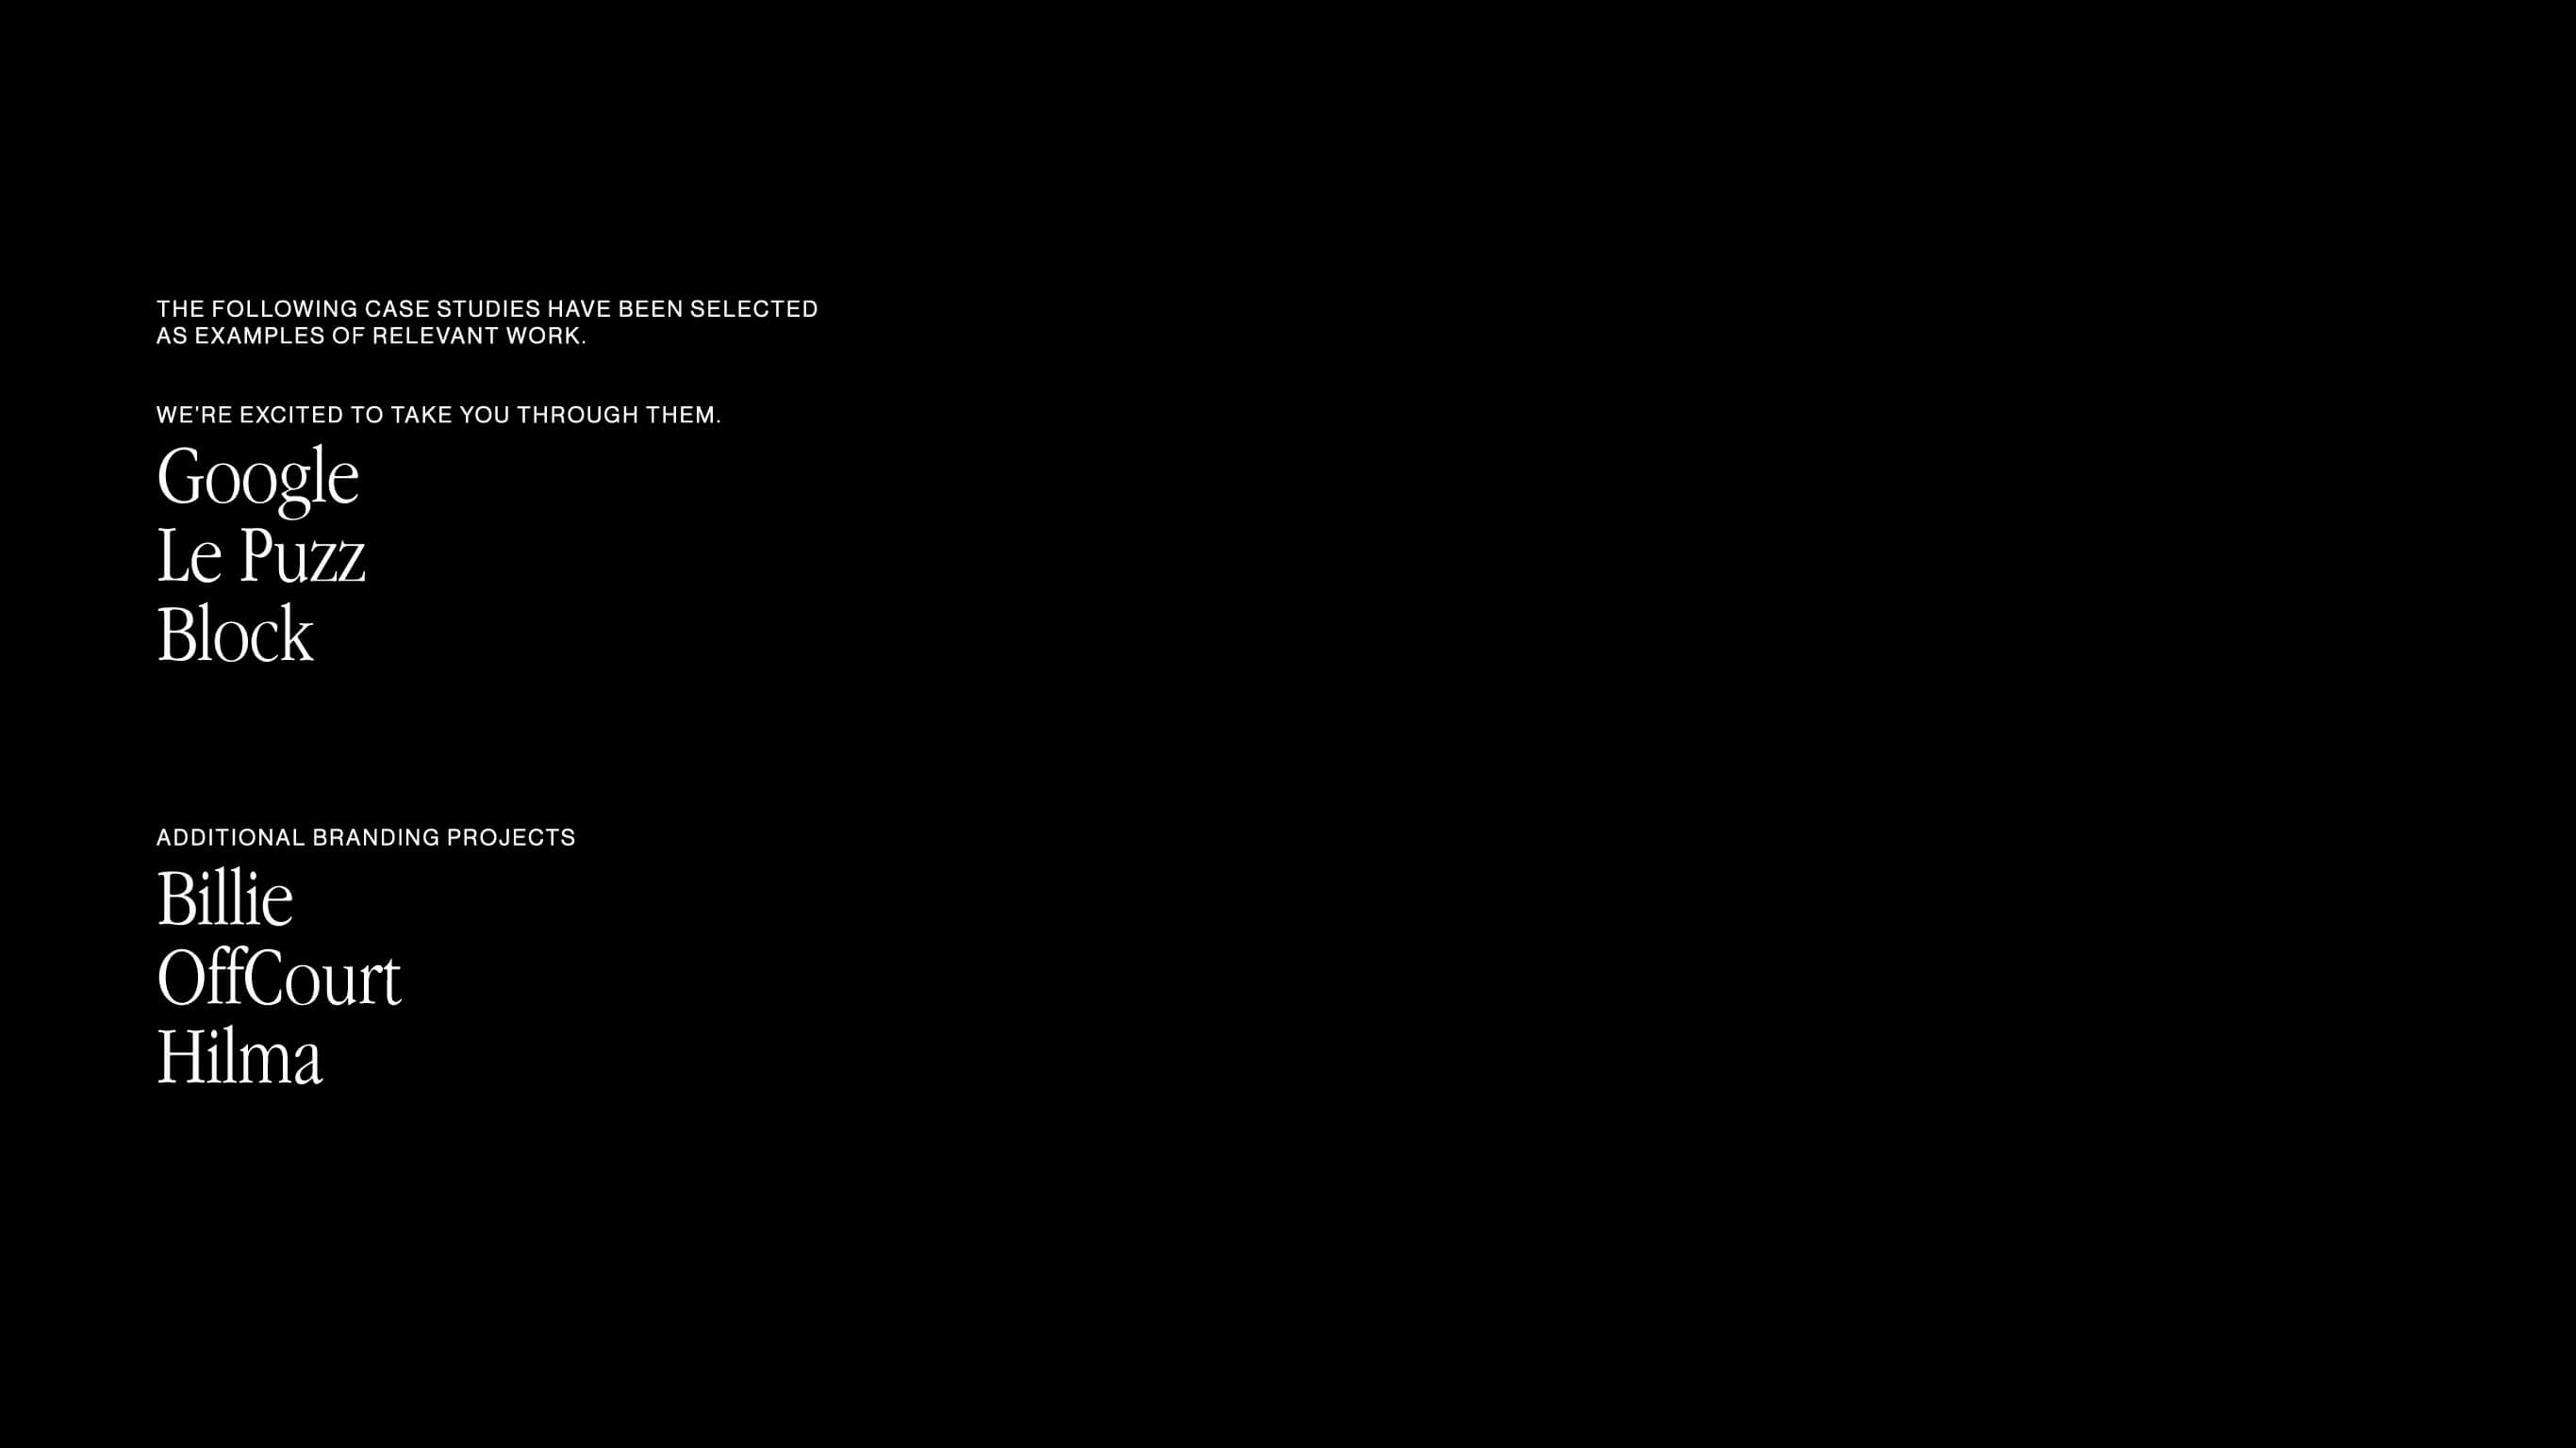 THE FOLLOWING CASE STUDIES HAVE BEEN SELECTED
AS EXAMPLES OF RELEVANT WORK.
WE'RE EXCITED TO TAKE YOU THROUGH THEM.
Google
Le Puzz
Block
ADDITIONAL BRANDING PROJECTS
Billie
OffCourt
Hilma